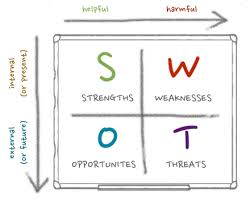 helpful harmful
internal
(or present)
S W
STRENGTHS WEAKNESSES
external
(or future)
O T
OPPORTUNITES THREATS